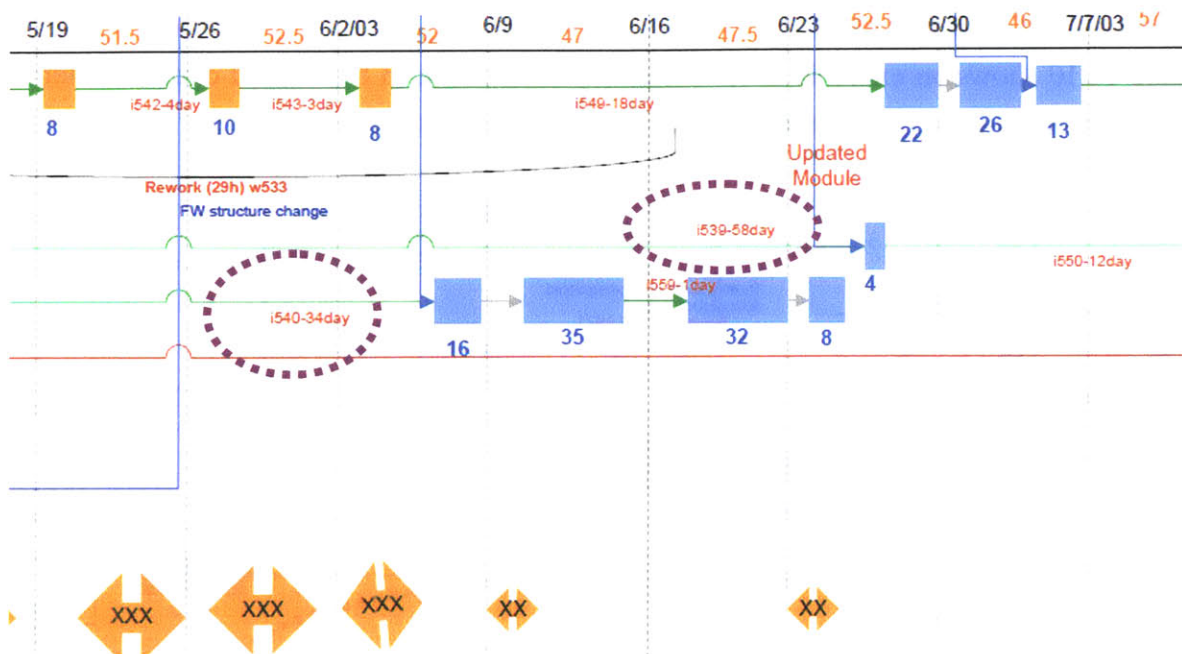 5/19 51.5 5/26 52.5 6/2/03 52 6/9 47 6/16 47.5 6/23 52.5 6/30 46 7/7/03 57
i542-4day i543-3day i549-18day
8 10 8 22 26 13
Updated
Module
Rework (29h) w533
FW structure change
i539-58day
i550-12day
4
i559-1day
i540-34day
16 35 32 8
XXX XXX XXX XX XX